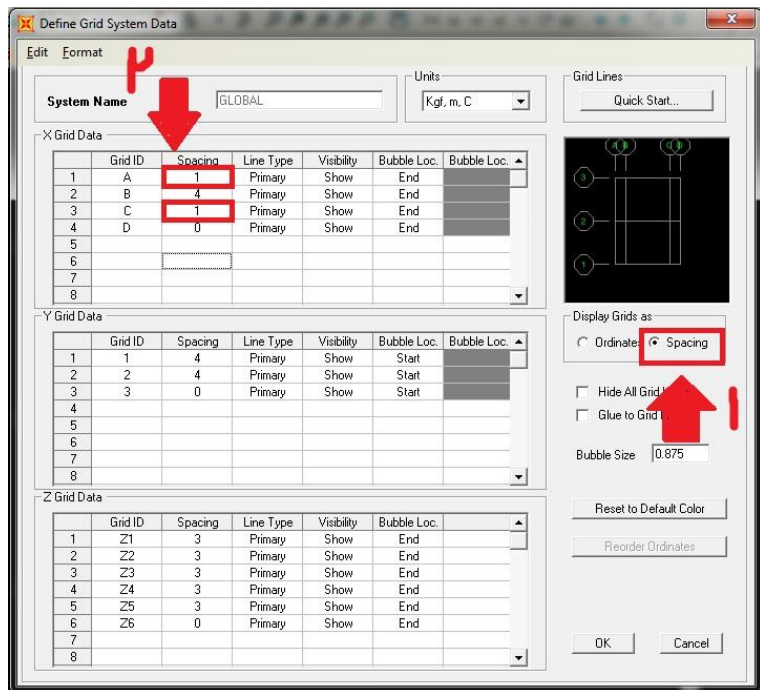 Define Grid System Data
Edit Format
۲
System Name GLOBAL
Units
Kgf, m, C
Grid Lines
Quick Start...
X Grid Data
Grid ID Spacing Line Type Visibility Bubble Loc. Bubble Loc.
1 A 1 Primary Show End
2 B 4 Primary Show End
3 C 1 Primary Show End
4 D 0 Primary Show End
5
6
7
8
A B C D
3
2
1
Y Grid Data
Grid ID Spacing Line Type Visibility Bubble Loc. Bubble Loc.
1 1 4 Primary Show Start
2 2 4 Primary Show Start
3 3 0 Primary Show Start
4
5
6
7
8
Display Grids as
Ordinates Spacing
Hide All Grid
Glue to Grid
۱
Bubble Size 0.875
Z Grid Data
Grid ID Spacing Line Type Visibility Bubble Loc.
1 Z1 3 Primary Show End
2 Z2 3 Primary Show End
3 Z3 3 Primary Show End
4 Z4 3 Primary Show End
5 Z5 3 Primary Show End
6 Z6 0 Primary Show End
7
8
Reset to Default Color
Reorder Ordinates
OK Cancel